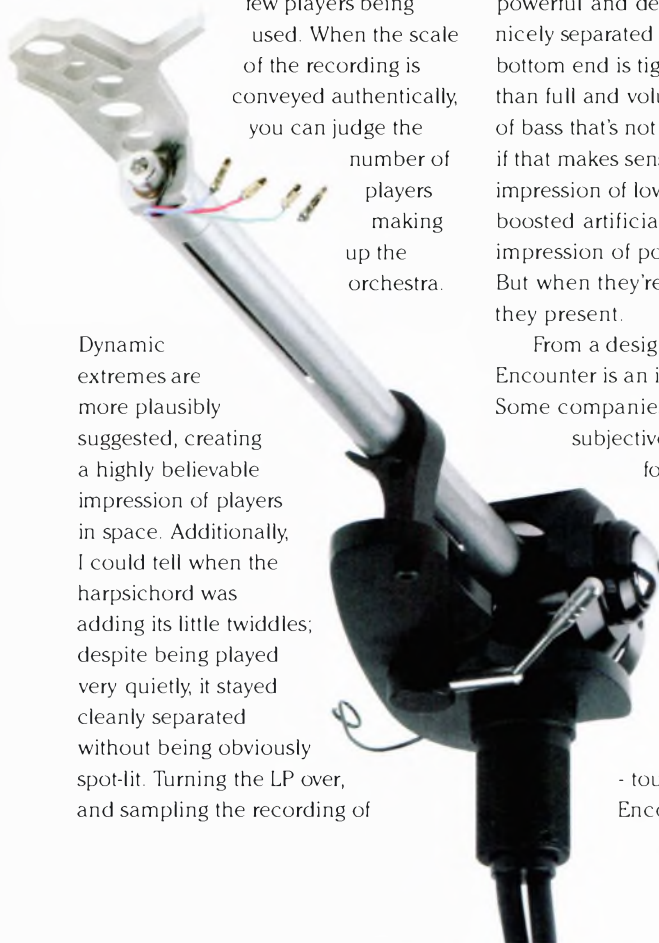 few players being
used. When the scale
of the recording is
conveyed authentically,
you can judge the
number of
players
making
up the
orchestra.
Dynamic
extremes are
more plausibly
suggested, creating
a highly believable
impression of players
in space. Additionally,
I could tell when the
harpsichord was
adding its little twiddles;
despite being played
very quietly, it stayed
cleanly separated
without being obviously
spot-lit. Turning the LP over,
and sampling the recording of
powerful and de
nicely separated
bottom end is tig
than full and volu
of bass that's not
if that makes sens
impression of low
boosted artificia
impression of po
But when they're
they present.
From a desig
Encounter is an i
Some companie
subjective
fo
- tou
Enco